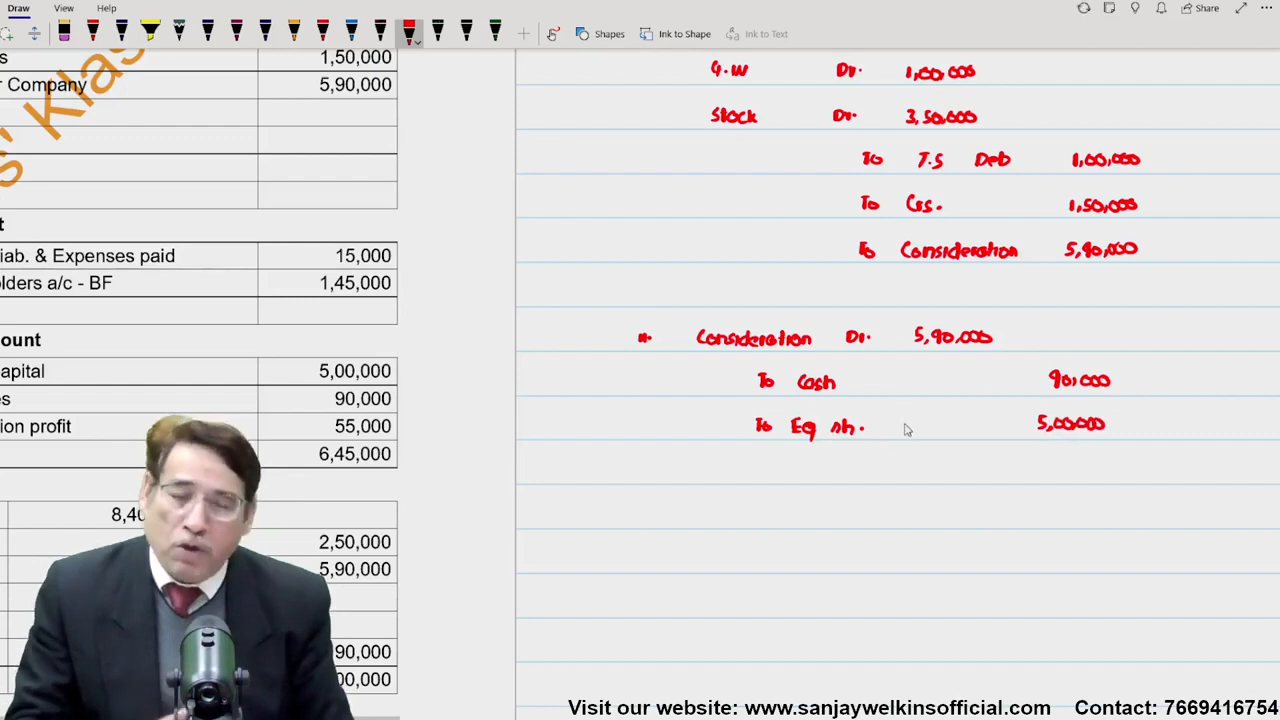 Draw View Help
Share
Shapes Ink to Shape Ink to Text
s 1,50,000
r Company 5,90,000
s' Klas
t
iab. & Expenses paid 15,000
lders a/c - BF 1,45,000
ount
apital 5,00,000
es 90,000
ion profit 55,000
6,45,000
8,40
2,50,000
5,90,000
90,000
00,000
G.W Dr. 1,00,000
Stock Dr. 3,50,000
To T.S Deb 1,00,000
To Crs. 1,50,000
To Consideration 5,90,000
Consideration Dr. 5,90,000
To Cash 90,000
To Eq sh. 5,00,000
Visit our website: www.sanjaywelkinsofficial.com Contact: 7669416754